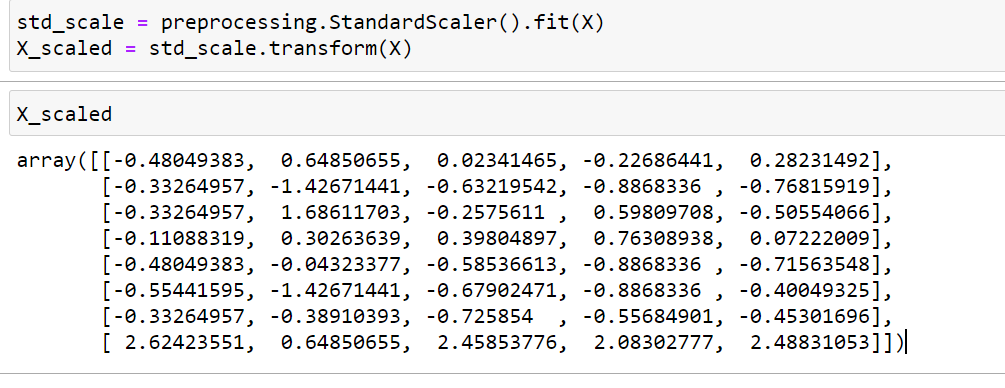 std_scale = preprocessing.StandardScaler().fit(X)
X_scaled = std_scale.transform(X)
X_scaled
array([[-0.48049383,  0.64850655,  0.02341465, -0.22686441,  0.28231492],
       [-0.33264957, -1.42671441, -0.63219542, -0.8868336 , -0.76815919],
       [-0.33264957,  1.68611703, -0.2575611 ,  0.59809708, -0.50554066],
       [-0.11088319,  0.30263639,  0.39804897,  0.76308938,  0.07222009],
       [-0.48049383, -0.04323377, -0.58536613, -0.8868336 , -0.71563548],
       [-0.55441595, -1.42671441, -0.67902471, -0.8868336 , -0.40049325],
       [-0.33264957, -0.38910393, -0.725854  , -0.55684901, -0.45301696],
       [ 2.62423551,  0.64850655,  2.45853776,  2.08302777,  2.48831053]])